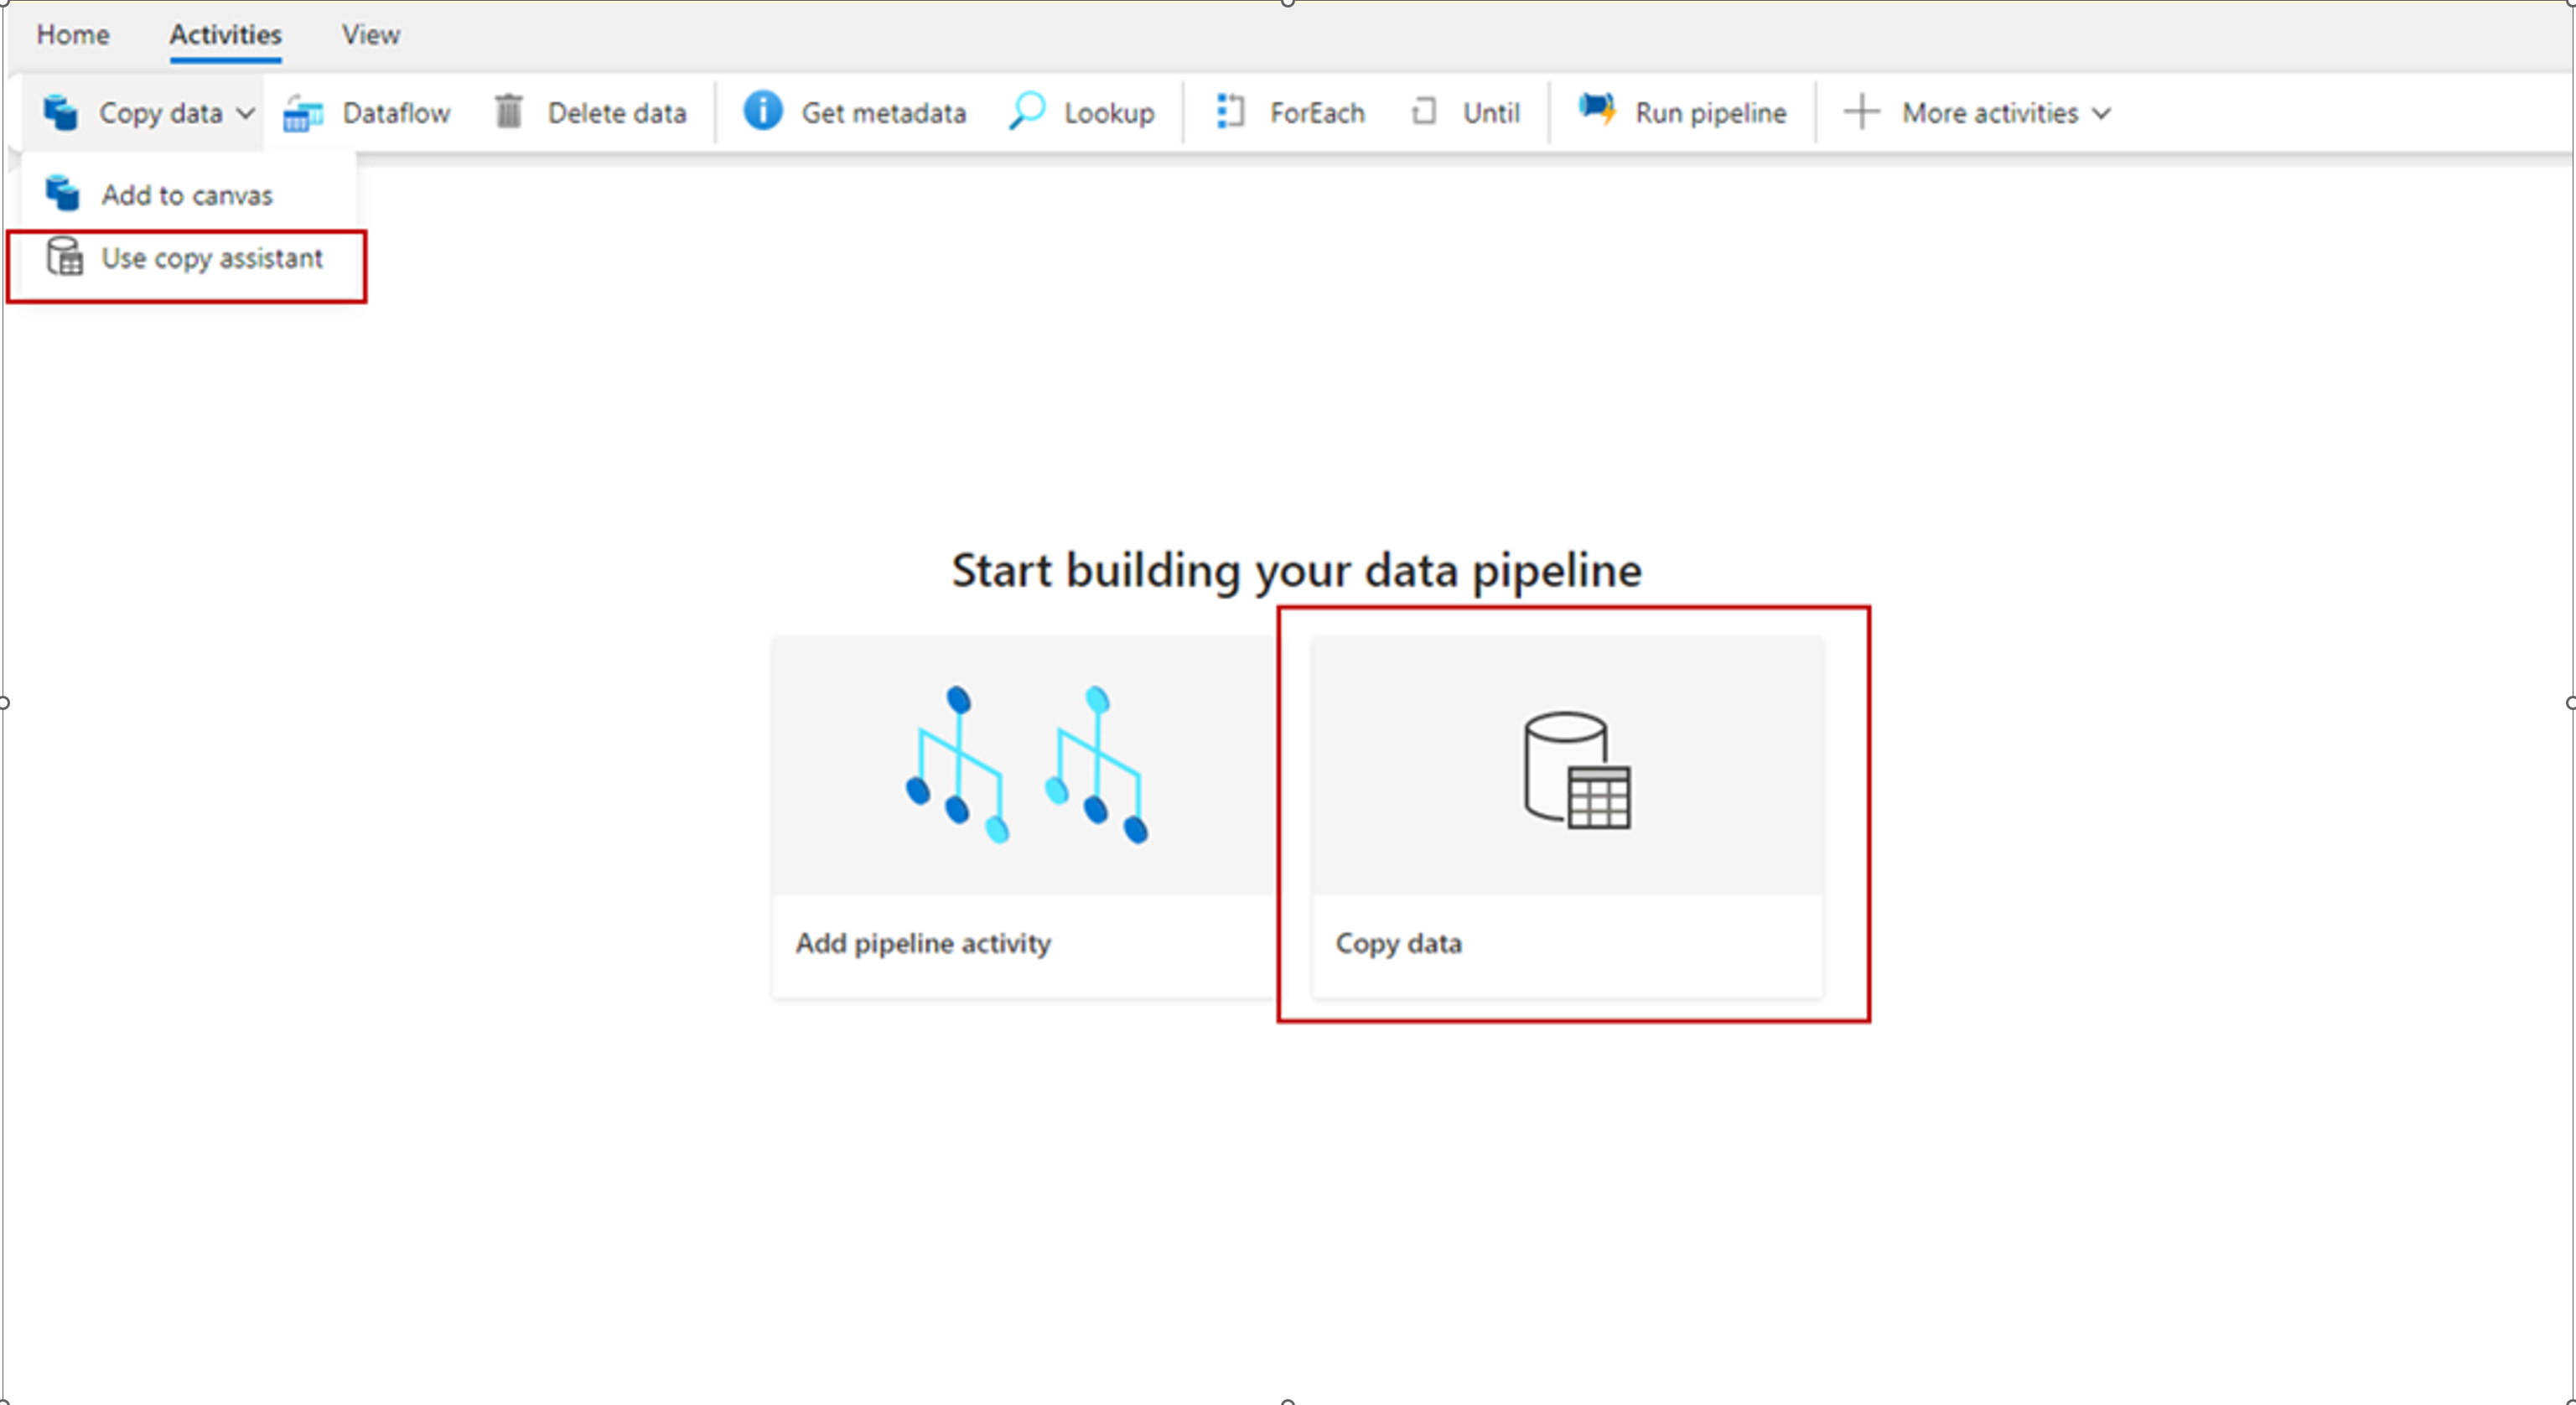 Home Activities View
Copy data Dataflow Delete data Get metadata Lookup ForEach Until Run pipeline More activities
Add to canvas
Use copy assistant
Start building your data pipeline
Add pipeline activity Copy data